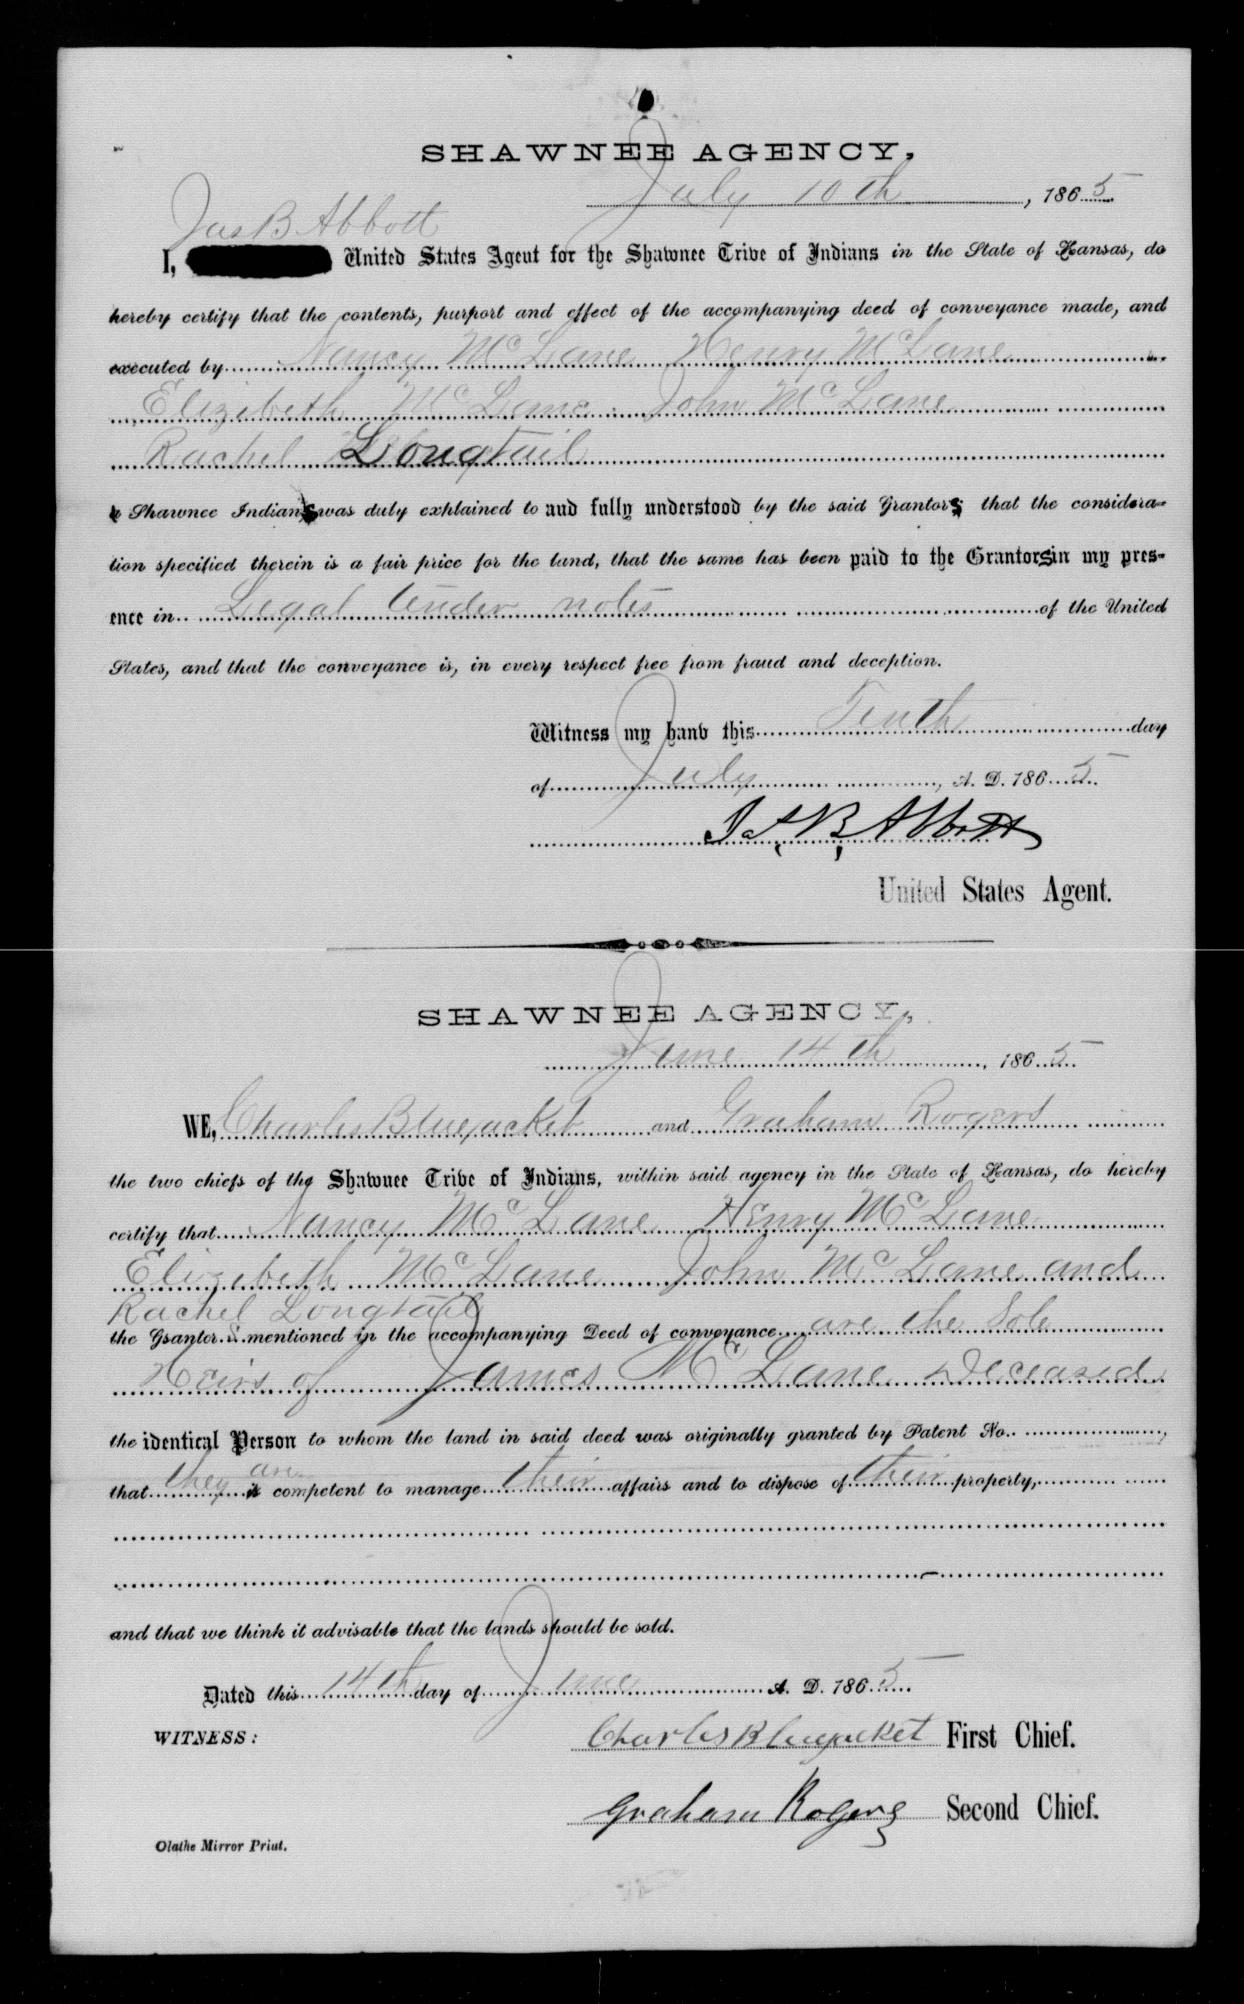 SHAWNEE AGENCY,
July 10th, 1865
Jas B Abbott
I, United States Agent for the Shawnee Tribe of Indians in the State of Kansas, do
hereby certify that the contents, purport and effect of the accompanying deed of conveyance made, and
executed by Nancy McLane Henry McLane
Elizibeth McLane John McLane
Rachel Longtail
a Shawnee Indians was duly explained to and fully understood by the said Grantors that the considera-
tion specified therein is a fair price for the land, that the same has been paid to the Grantors in my pres-
ence in Legal tender notes of the United
States, and that the conveyance is, in every respect free from fraud and deception.
Witness my hand this Tenth day
of July, A. D. 1865
Jas. B. Abbott
United States Agent.
SHAWNEE AGENCY,
June 14th, 1865
WE, Charles Bluejacket and Graham Rogers
the two chiefs of the Shawnee Tribe of Indians, within said agency in the State of Kansas, do hereby
certify that Nancy McLane Henry McLane
Elizibeth McLane John McLane and
Rachel Longtail
the Grantor s mentioned in the accompanying Deed of conveyance are the Sole
Heirs of James McLane Deceased
the identical Person to whom the land in said deed was originally granted by Patent No.,
are
that they is competent to manage their affairs and to dispose of their property,
and that we think it advisable that the lands should be sold.
Dated this 14th day of June A. D. 1865
WITNESS:
Charles Bluejacket First Chief.
Graham Rogers Second Chief.
Olathe Mirror Print.